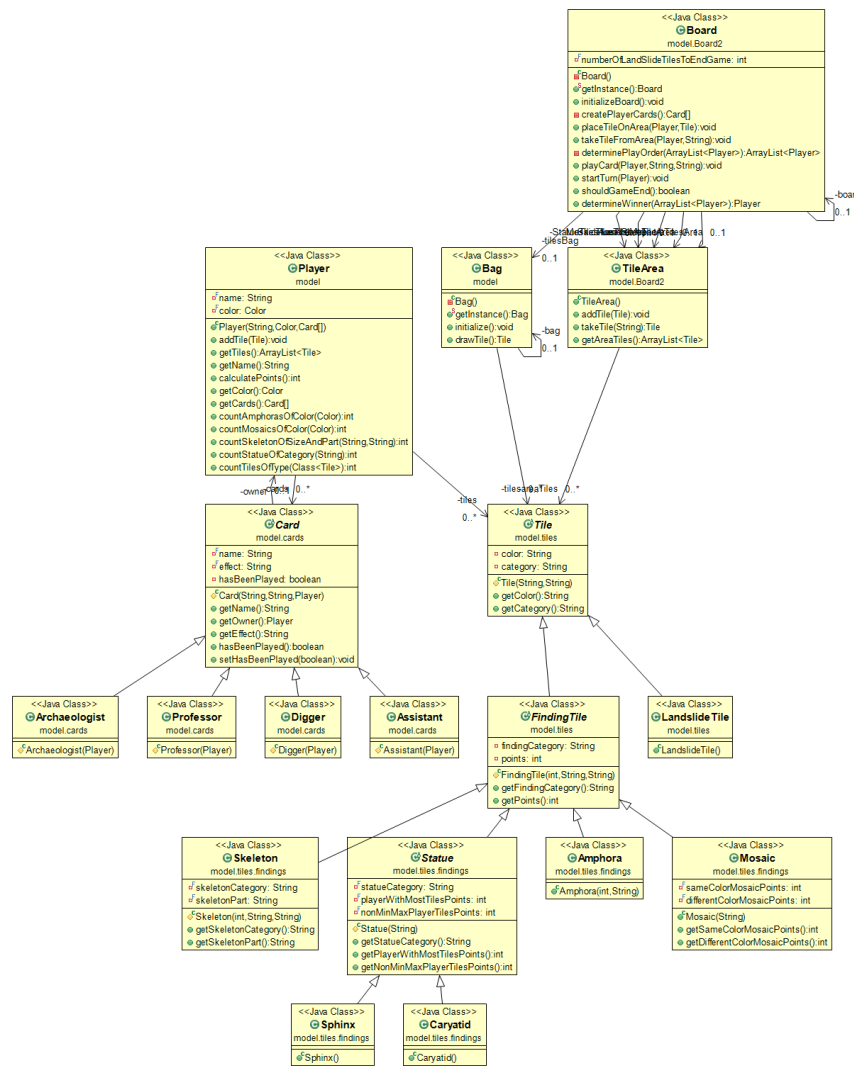 <<Java Class>>
Board
model.Board2
numberOfLandSlideTilesToEndGame: int
Board()
getInstance():Board
initializeBoard():void
createPlayerCards():Card[]
placeTileOnArea(Player,Tile):void
takeTileFromArea(Player,String):void
determinePlayOrder(ArrayList<Player>):ArrayList<Player>
playCard(Player,String,String):void
startTurn(Player):void
shouldGameEnd():boolean
determineWinner(ArrayList<Player>):Player
-boar
0..1
-tilesBag
0..1
0..1
<<Java Class>>
Player
model
name: String
color: Color
Player(String,Color,Card[])
addTile(Tile):void
getTiles():ArrayList<Tile>
getName():String
calculatePoints():int
getColor():Color
getCards():Card[]
countAmphorasOfColor(Color):int
countMosaicsOfColor(Color):int
countSkeletonOfSizeAndPart(String,String):int
countStatueOfCategory(String):int
countTilesOfType(Class<Tile>):int
<<Java Class>>
Bag
model
Bag()
getInstance():Bag
initialize():void
drawTile():Tile
-bag
0..1
<<Java Class>>
TileArea
model.Board2
TileArea()
addTile(Tile):void
takeTile(String):Tile
getAreaTiles():ArrayList<Tile>
-owner
0..*
-tiles
0..*
0..*
<<Java Class>>
Card
model.cards
name: String
effect: String
hasBeenPlayed: boolean
Card(String,String,Player)
getName():String
getOwner():Player
getEffect():String
hasBeenPlayed():boolean
setHasBeenPlayed(boolean):void
<<Java Class>>
Tile
model.tiles
color: String
category: String
Tile(String,String)
getColor():String
getCategory():String
<<Java Class>>
Archaeologist
model.cards
Archaeologist(Player)
<<Java Class>>
Professor
model.cards
Professor(Player)
<<Java Class>>
Digger
model.cards
Digger(Player)
<<Java Class>>
Assistant
model.cards
Assistant(Player)
<<Java Class>>
FindingTile
model.tiles
findingCategory: String
points: int
FindingTile(int,String,String)
getFindingCategory():String
getPoints():int
<<Java Class>>
LandslideTile
model.tiles
LandslideTile()
<<Java Class>>
Skeleton
model.tiles.findings
skeletonCategory: String
skeletonPart: String
Skeleton(int,String,String)
getSkeletonCategory():String
getSkeletonPart():String
<<Java Class>>
Statue
model.tiles.findings
statueCategory: String
playerWithMostTilesPoints: int
nonMinMaxPlayerTilesPoints: int
Statue(String)
getStatueCategory():String
getPlayerWithMostTilesPoints():int
getNonMinMaxPlayerTilesPoints():int
<<Java Class>>
Amphora
model.tiles.findings
Amphora(int,String)
<<Java Class>>
Mosaic
model.tiles.findings
sameColorMosaicPoints: int
differentColorMosaicPoints: int
Mosaic(String)
getSameColorMosaicPoints():int
getDifferentColorMosaicPoints():int
<<Java Class>>
Sphinx
model.tiles.findings
Sphinx()
<<Java Class>>
Caryatid
model.tiles.findings
Caryatid()